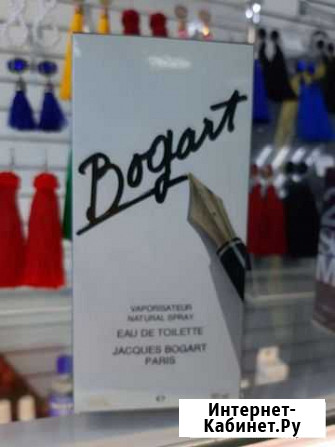 Bogart
VAPORISATEUR
NATURAL SPRAY
EAU DE TOILETTE
JACQUES BOGART
PARIS
Интернет-
Кабинет.Ру